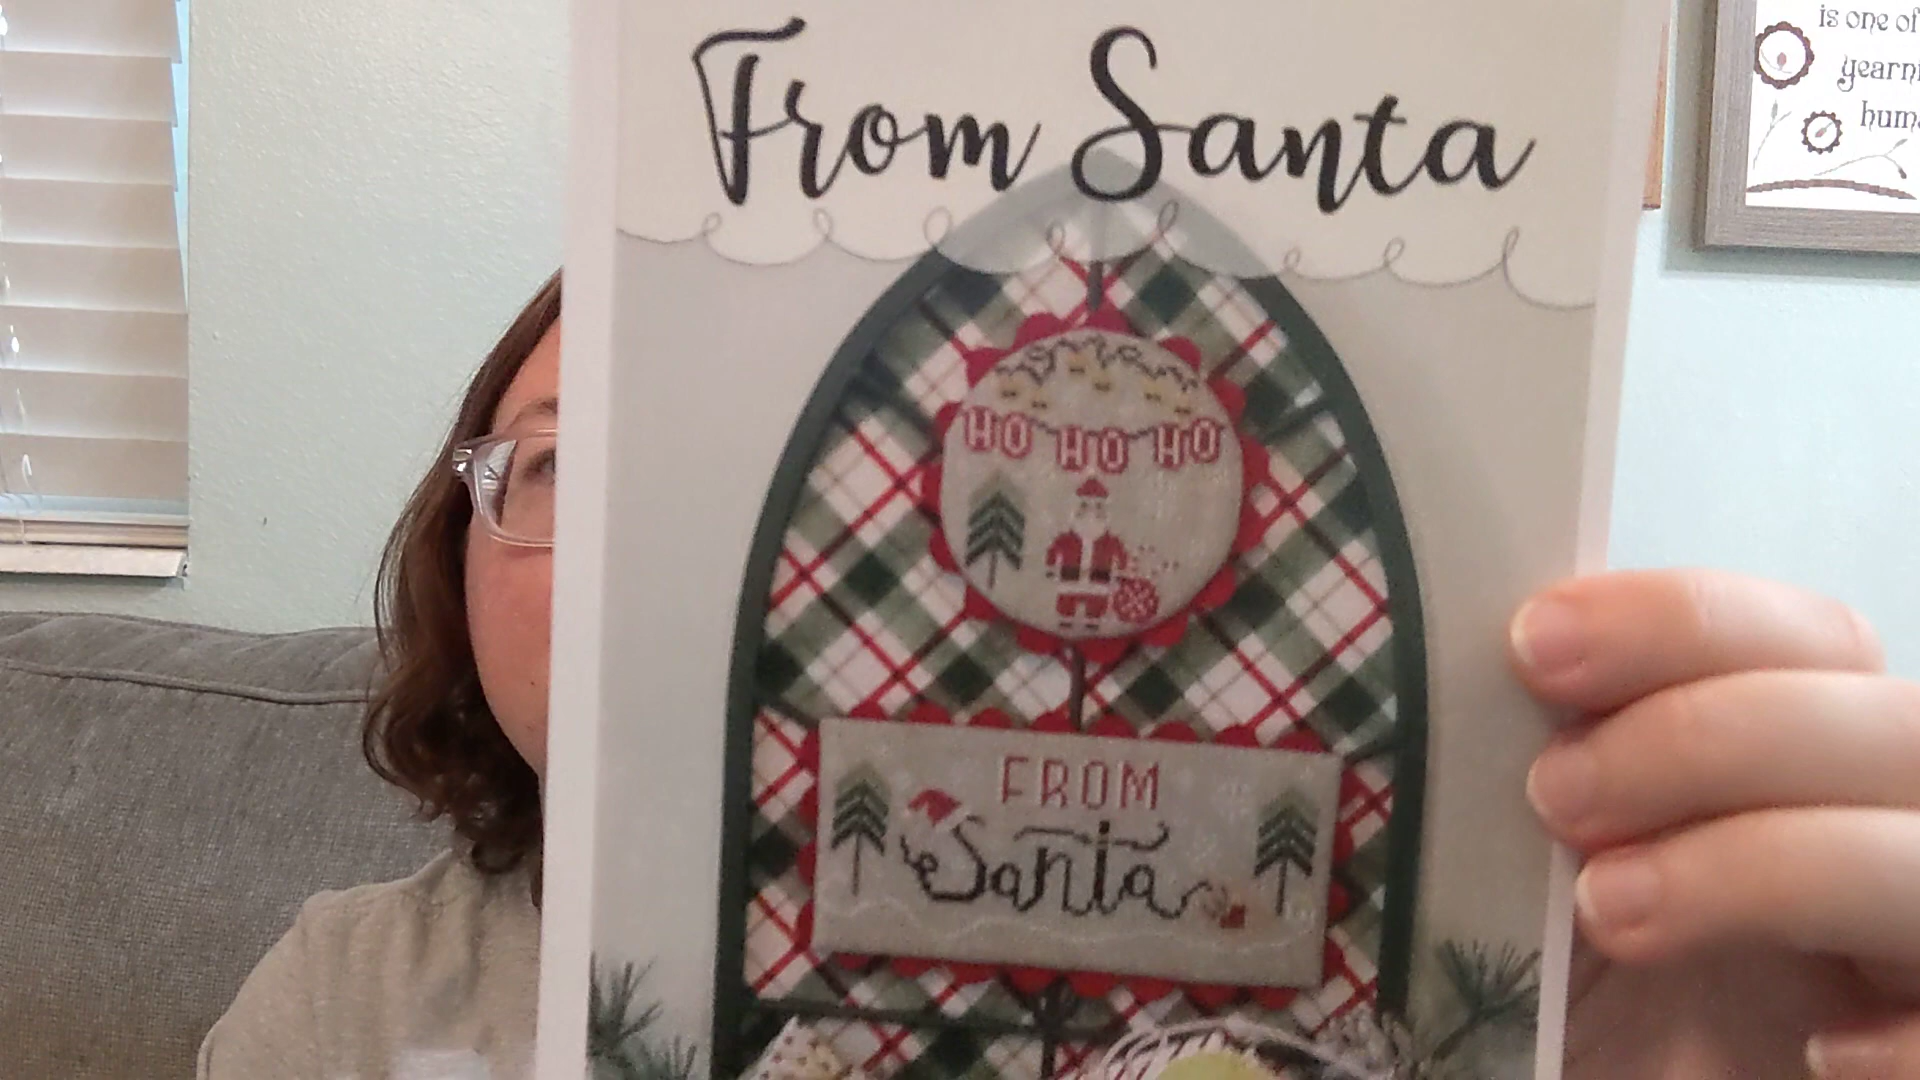 From Santa
HO HO HO
FROM
Santa
is one of
yearni
huma